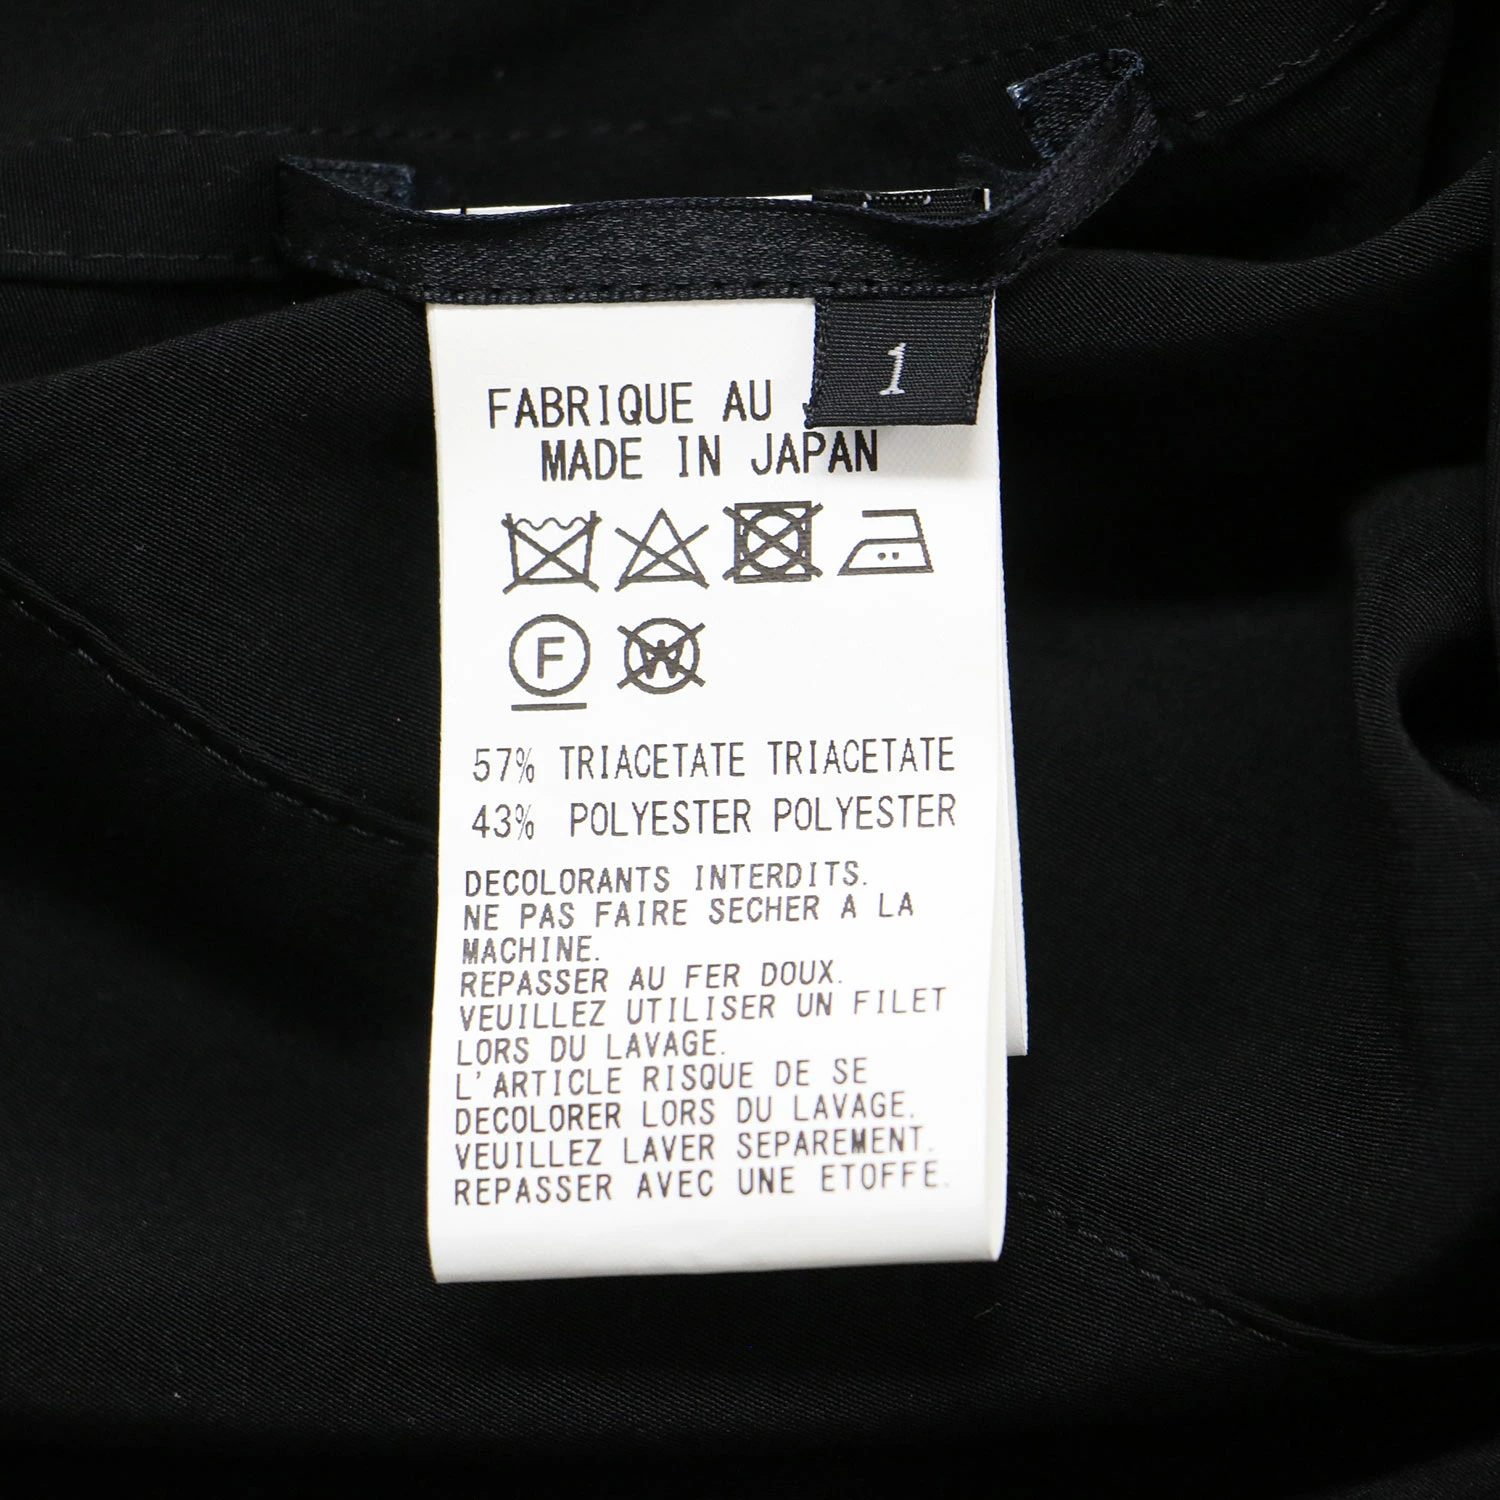 1
FABRIQUE AU
MADE IN JAPAN
F W
57% TRIACETATE TRIACETATE
43% POLYESTER POLYESTER
DECOLORANTS INTERDITS.
NE PAS FAIRE SECHER A LA
MACHINE.
REPASSER AU FER DOUX.
VEUILLEZ UTILISER UN FILET
LORS DU LAVAGE.
L'ARTICLE RISQUE DE SE
DECOLORER LORS DU LAVAGE.
VEUILLEZ LAVER SEPAREMENT.
REPASSER AVEC UNE ETOFFE.